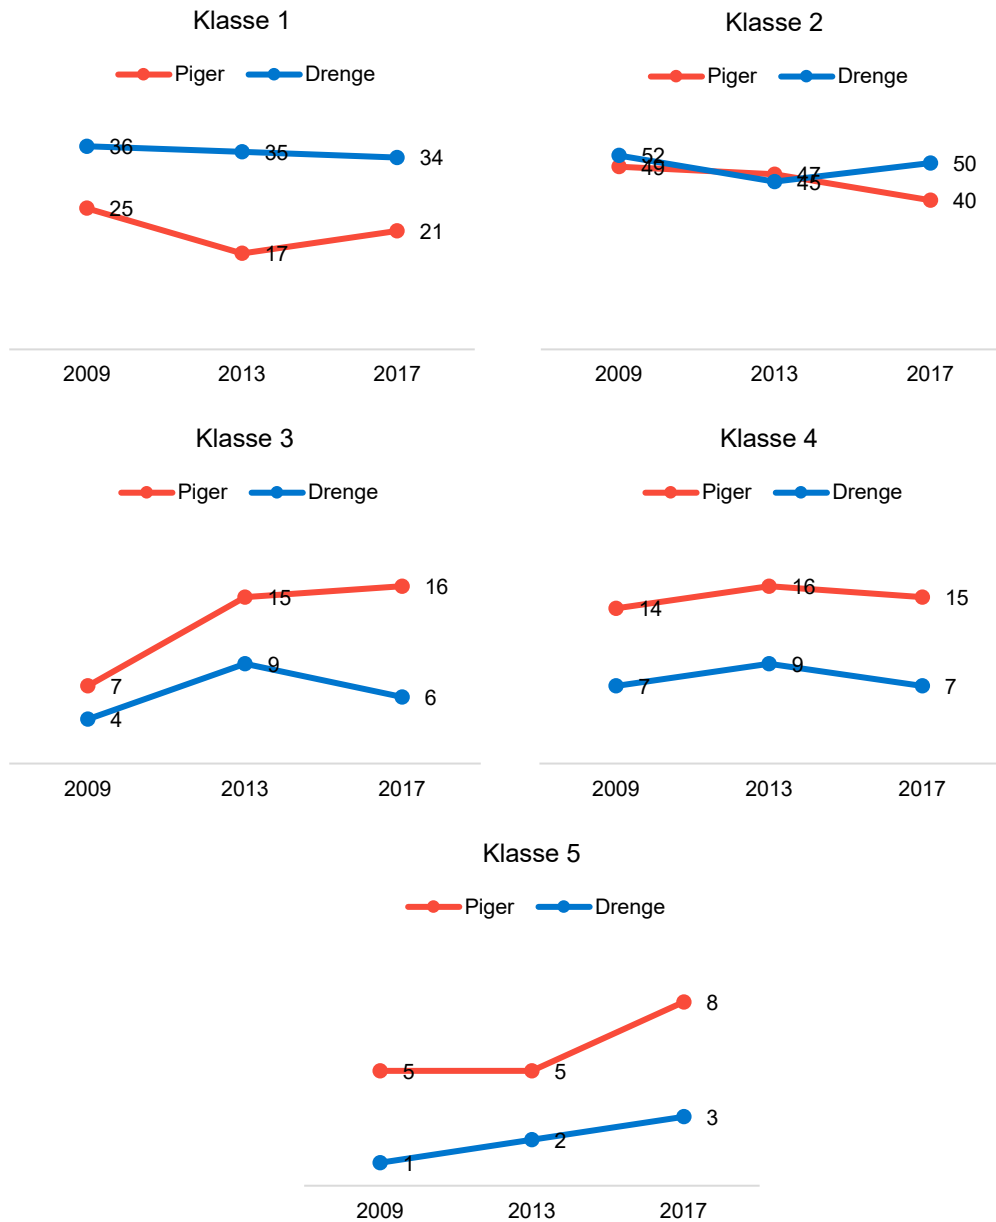 Klasse 1
Piger Drenge
36 35 34
25 17 21
2009 2013 2017
Klasse 2
Piger Drenge
52 45 50
49 47 40
2009 2013 2017
Klasse 3
Piger Drenge
7 15 16
4 9 6
2009 2013 2017
Klasse 4
Piger Drenge
14 16 15
7 9 7
2009 2013 2017
Klasse 5
Piger Drenge
5 5 8
1 2 3
2009 2013 2017